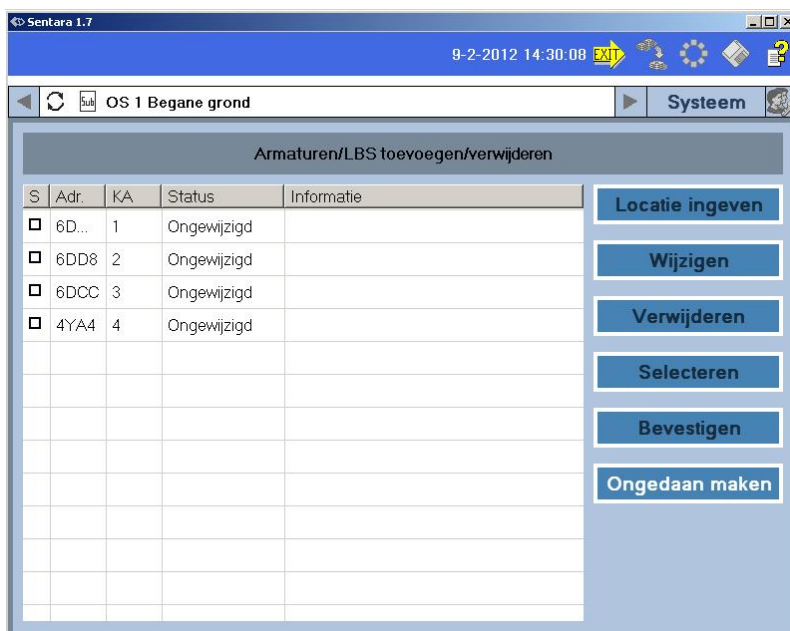 Sentara 1.7
9-2-2012 14:30:08 EXIT
Sub OS 1 Begane grond Systeem
Armaturen/LBS toevoegen/verwijderen
S Adr. KA Status Informatie
6D... 1 Ongewijzigd
6DD8 2 Ongewijzigd
6DCC 3 Ongewijzigd
4YA4 4 Ongewijzigd
Locatie ingeven
Wijzigen
Verwijderen
Selecteren
Bevestigen
Ongedaan maken